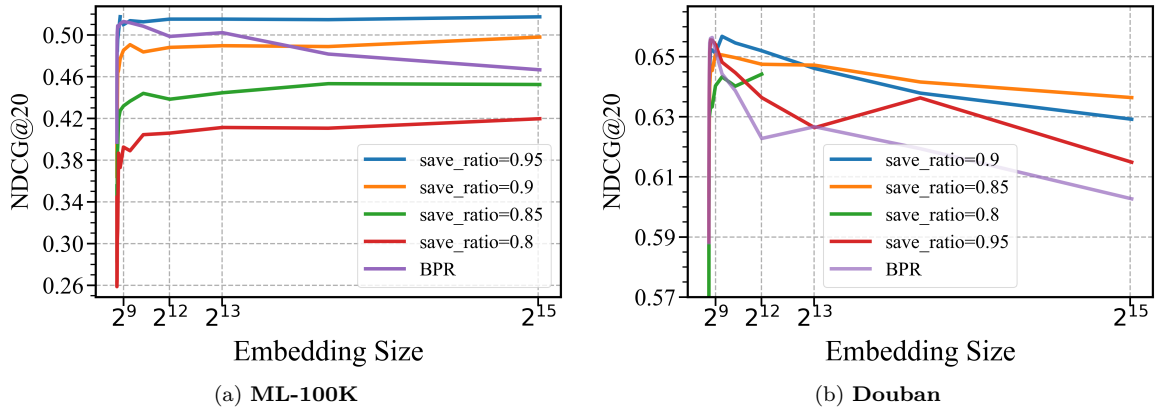 NDCG@20
0.50
0.46
0.42
0.38
0.34
0.30
0.26
save_ratio=0.95
save_ratio=0.9
save_ratio=0.85
save_ratio=0.8
BPR
2^9 2^12 2^13 2^15
Embedding Size
(a) ML-100K
NDCG@20
0.65
0.63
0.61
0.59
0.57
save_ratio=0.9
save_ratio=0.85
save_ratio=0.8
save_ratio=0.95
BPR
2^9 2^12 2^13 2^15
Embedding Size
(b) Douban